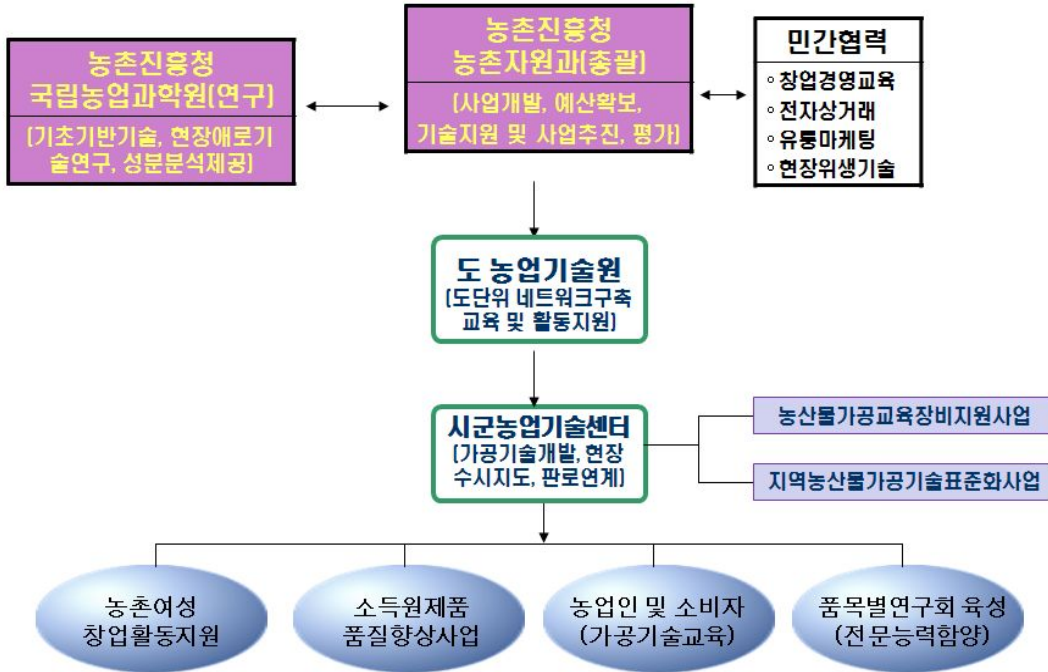 농촌진흥청
국립농업과학원(연구)
(기초기반기술, 현장애로기
술연구, 성분분석제공)
농촌진흥청
농촌자원과(총괄)
(사업개발, 예산확보,
기술지원 및 사업추진, 평가)
민간협력
◦창업경영교육
◦전자상거래
◦유통마케팅
◦현장위생기술
도 농업기술원
(도단위 네트워크구축
교육 및 활동지원)
시군농업기술센터
(가공기술개발, 현장
수시지도, 판로연계)
농산물가공교육장비지원사업
지역농산물가공기술표준화사업
농촌여성
창업활동지원
소득원제품
품질향상사업
농업인 및 소비자
(가공기술교육)
품목별연구회 육성
(전문능력함양)